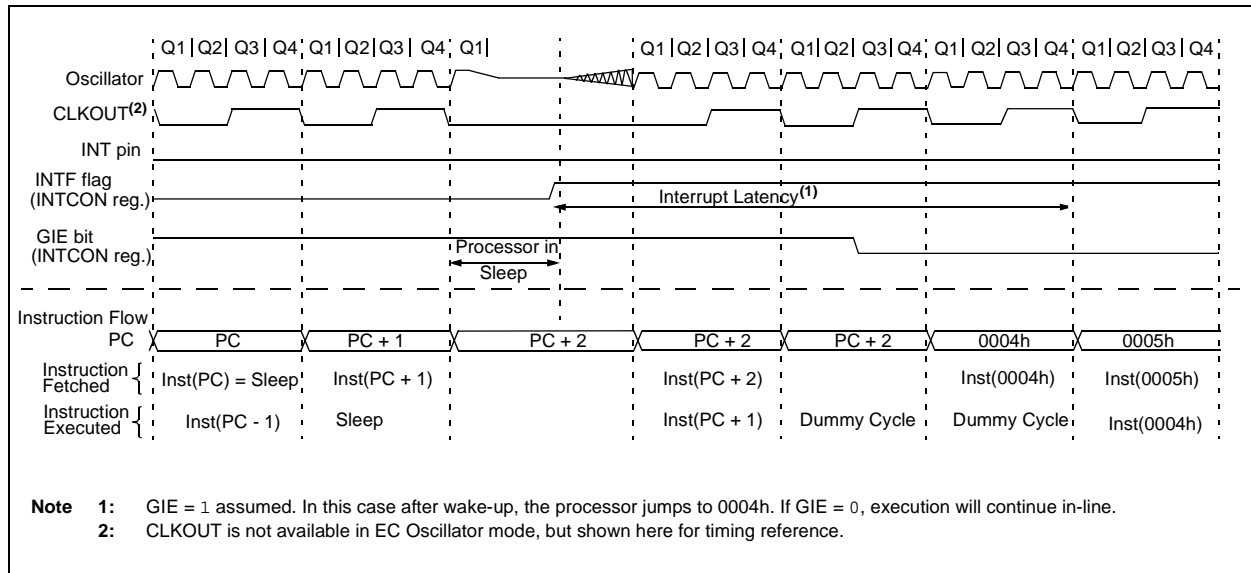 Q1 Q2 Q3 Q4 Q1 Q2 Q3 Q4 Q1 Q1 Q2 Q3 Q4 Q1 Q2 Q3 Q4 Q1 Q2 Q3 Q4 Q1 Q2 Q3 Q4
Oscillator
CLKOUT(2)
INT pin
INTF flag
(INTCON reg.)
Interrupt Latency(1)
GIE bit
(INTCON reg.)
Processor in
Sleep
Instruction Flow
PC PC PC + 1 PC + 2 PC + 2 PC + 2 0004h 0005h
Instruction
Fetched
Inst(PC) = Sleep Inst(PC + 1) Inst(PC + 2) Inst(0004h) Inst(0005h)
Instruction
Executed
Inst(PC - 1) Sleep Inst(PC + 1) Dummy Cycle Dummy Cycle Inst(0004h)
Note 1: GIE = 1 assumed. In this case after wake-up, the processor jumps to 0004h. If GIE = 0, execution will continue in-line.
2: CLKOUT is not available in EC Oscillator mode, but shown here for timing reference.